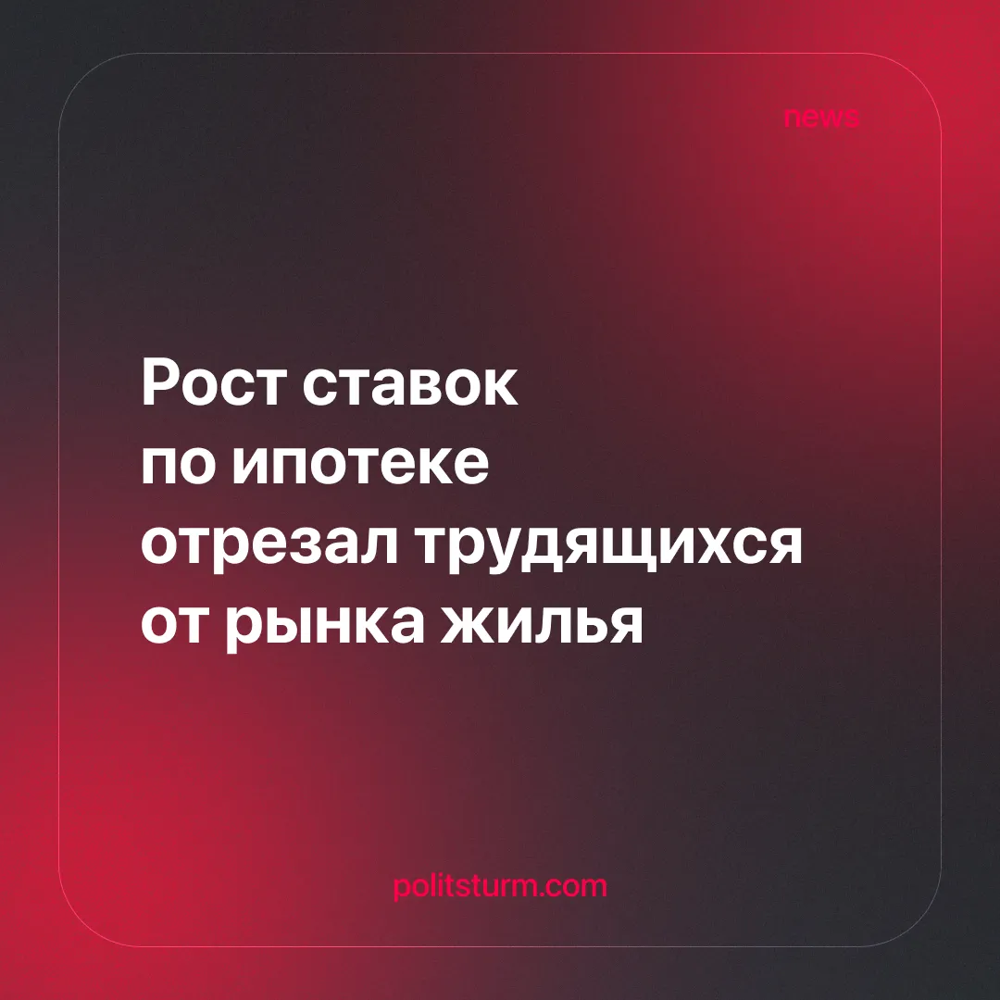 news
Рост ставок
по ипотеке
отрезал трудящихся
от рынка жилья
politsturm.com